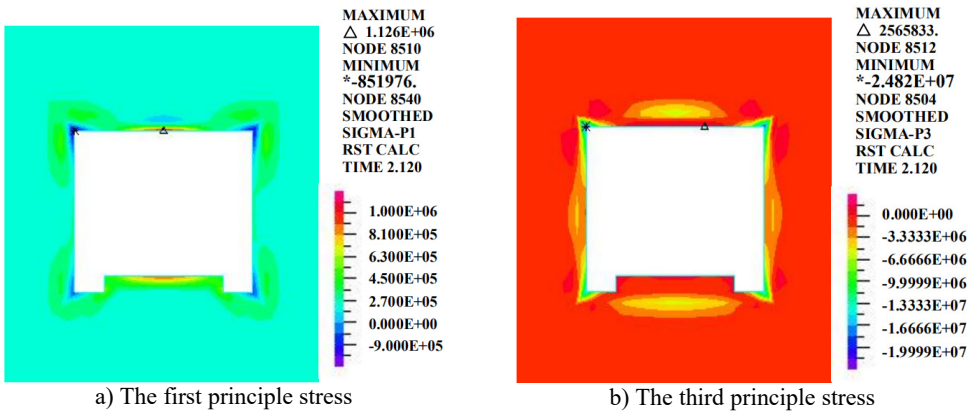 MAXIMUM
△ 1.126E+06
NODE 8510
MINIMUM
*-851976.
NODE 8540
SMOOTHED
SIGMA-P1
RST CALC
TIME 2.120
1.000E+06
8.100E+05
6.300E+05
4.500E+05
2.700E+05
0.000E+00
-9.000E+05
a) The first principle stress
MAXIMUM
△ 2565833.
NODE 8512
MINIMUM
*-2.482E+07
NODE 8504
SMOOTHED
SIGMA-P3
RST CALC
TIME 2.120
0.000E+00
-3.3333E+06
-6.6666E+06
-9.9999E+06
-1.3333E+07
-1.6666E+07
-1.9999E+07
b) The third principle stress